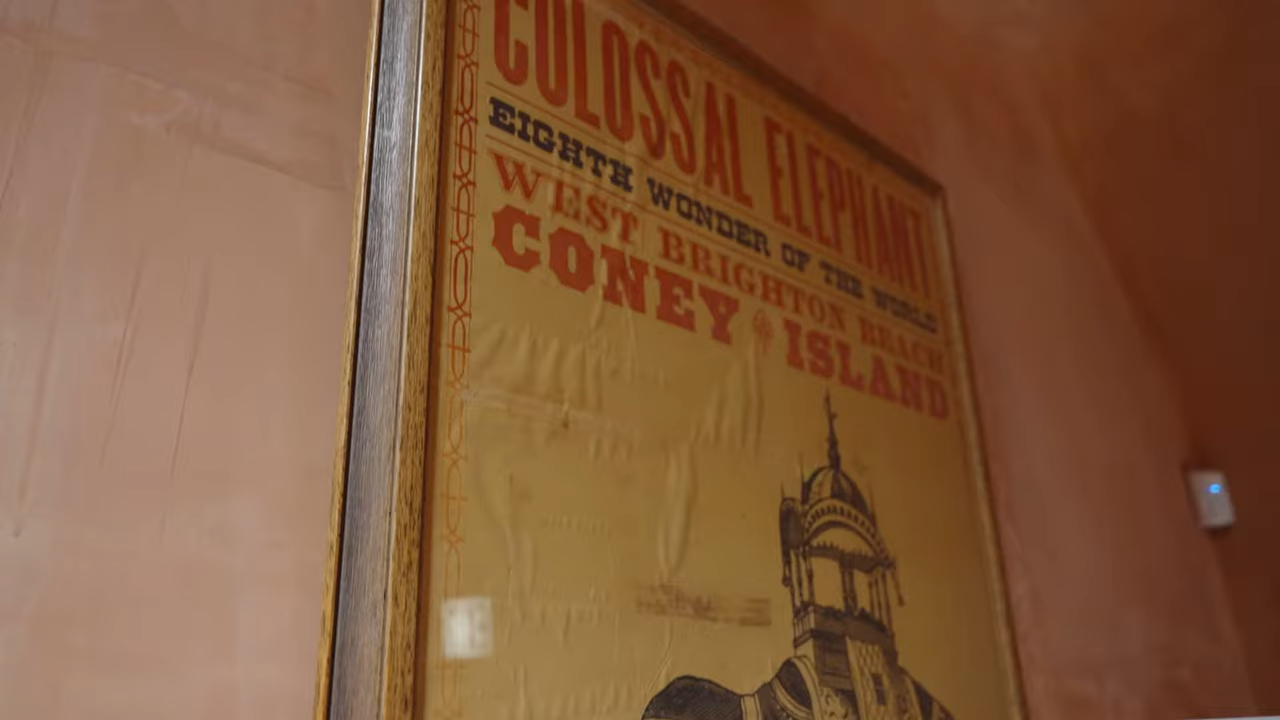 COLOSSAL ELEPHANT
EIGHTH WONDER OF THE WORLD
WEST BRIGHTON BEACH
CONEY ISLAND